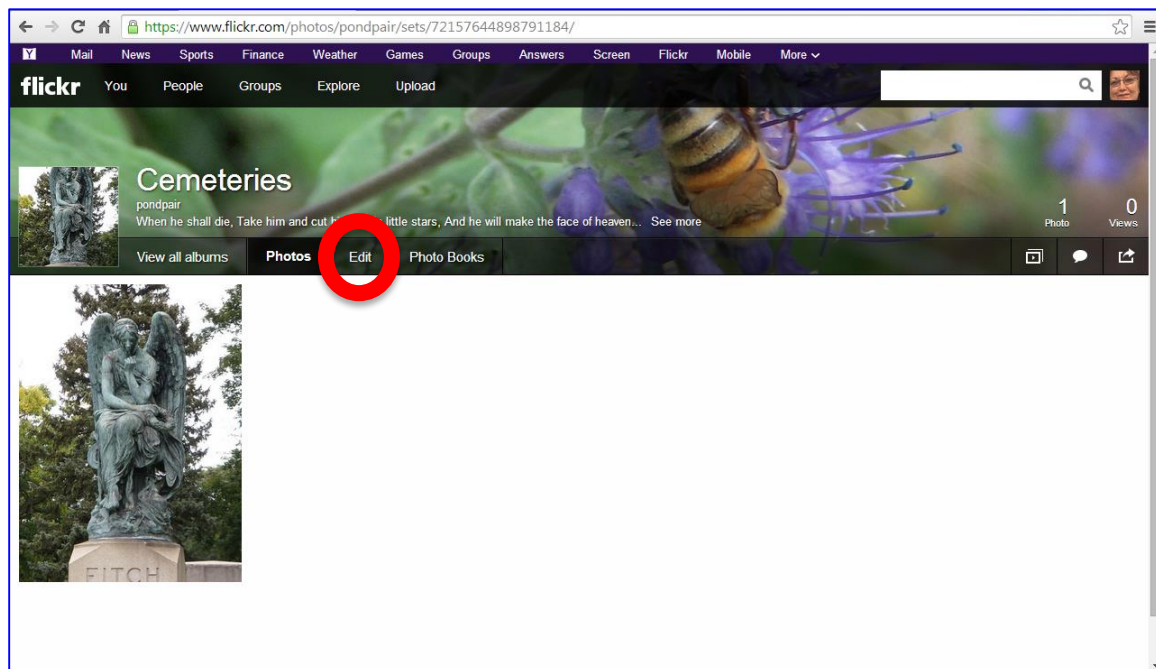 https://www.flickr.com/photos/pondpair/sets/72157644898791184/
Y Mail News Sports Finance Weather Games Groups Answers Screen Flickr Mobile More
flickr You People Groups Explore Upload
Cemeteries
pondpair
When he shall die, Take him and cut little stars, And he will make the face of heaven... See more
1 0
Photo Views
View all albums Photos Edit Photo Books
FITCH